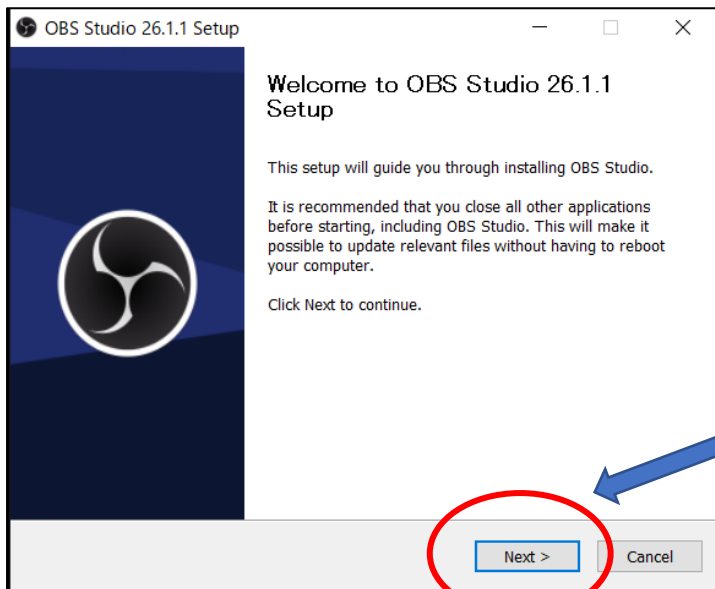 OBS Studio 26.1.1 Setup
Welcome to OBS Studio 26.1.1
Setup
This setup will guide you through installing OBS Studio.
It is recommended that you close all other applications
before starting, including OBS Studio. This will make it
possible to update relevant files without having to reboot
your computer.
Click Next to continue.
Next >
Cancel